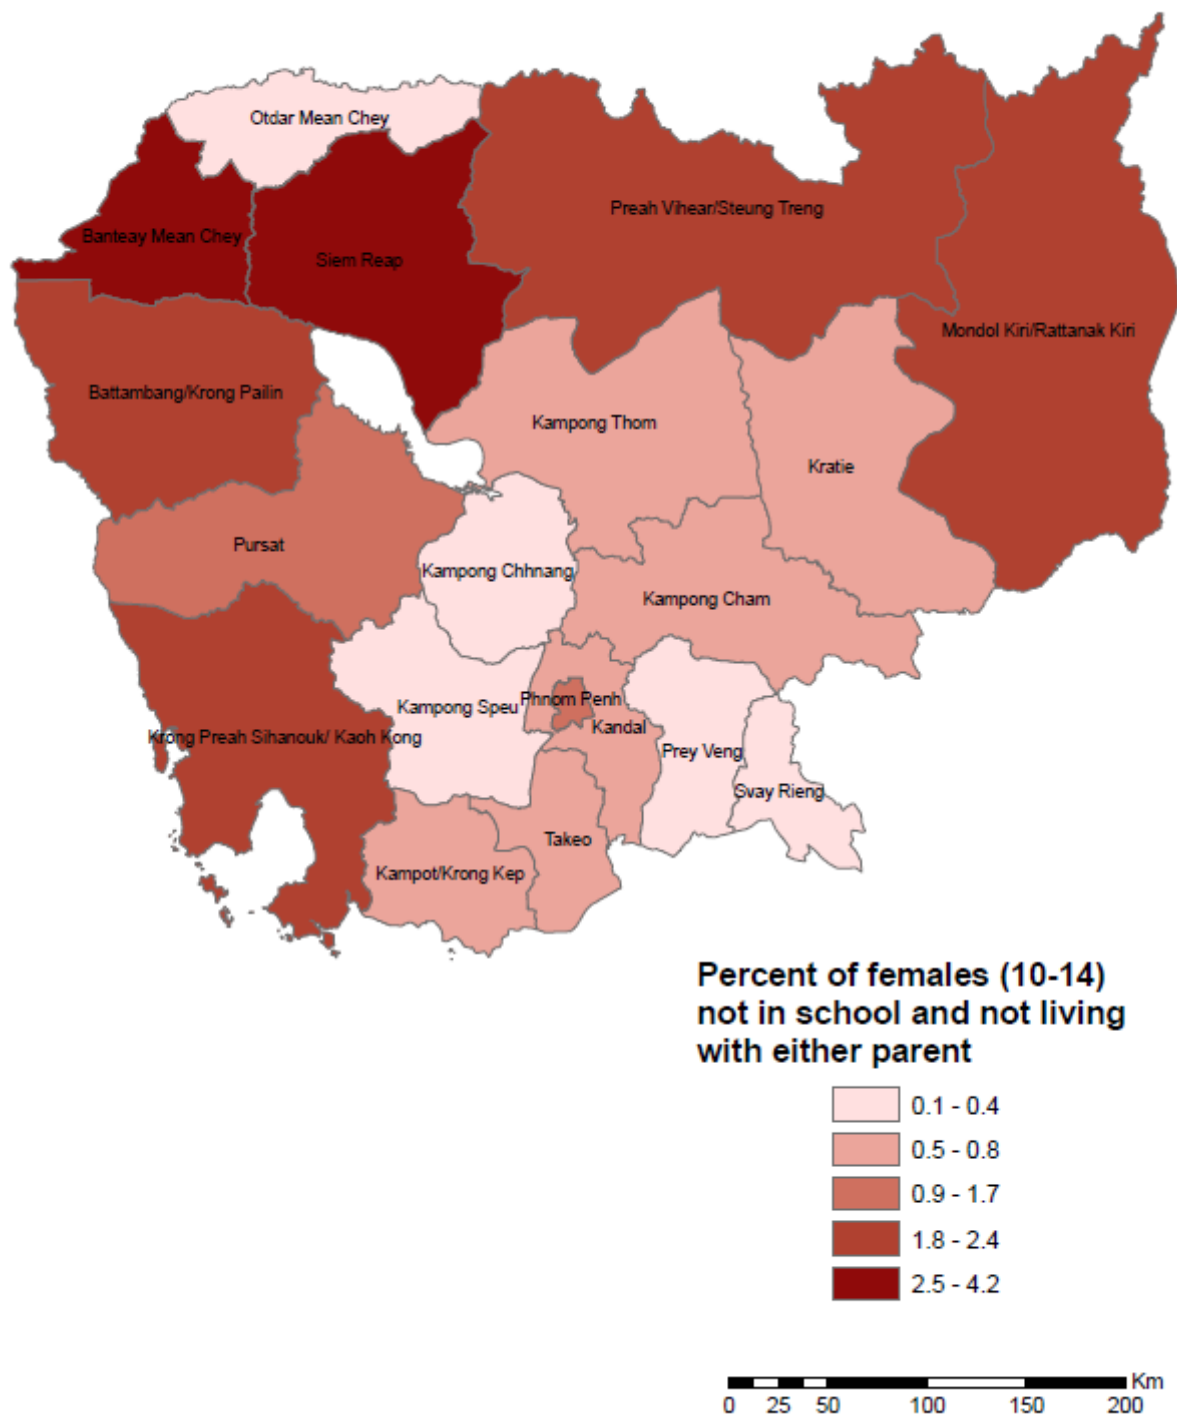 Otdar Mean Chey
Preah Vihear/Steung Treng
Banteay Mean Chey
Siem Reap
Mondol Kiri/Rattanak Kiri
Battambang/Krong Pailin
Kampong Thom
Kratie
Pursat
Kampong Chhnang
Kampong Cham
Phnom Penh
Kampong Speu
Kandal
Krong Preah Sihanouk/ Kaoh Kong
Prey Veng
Svay Rieng
Takeo
Kampot/Krong Kep
Percent of females (10-14)
not in school and not living
with either parent
0.1 - 0.4
0.5 - 0.8
0.9 - 1.7
1.8 - 2.4
2.5 - 4.2
Km
0 25 50 100 150 200